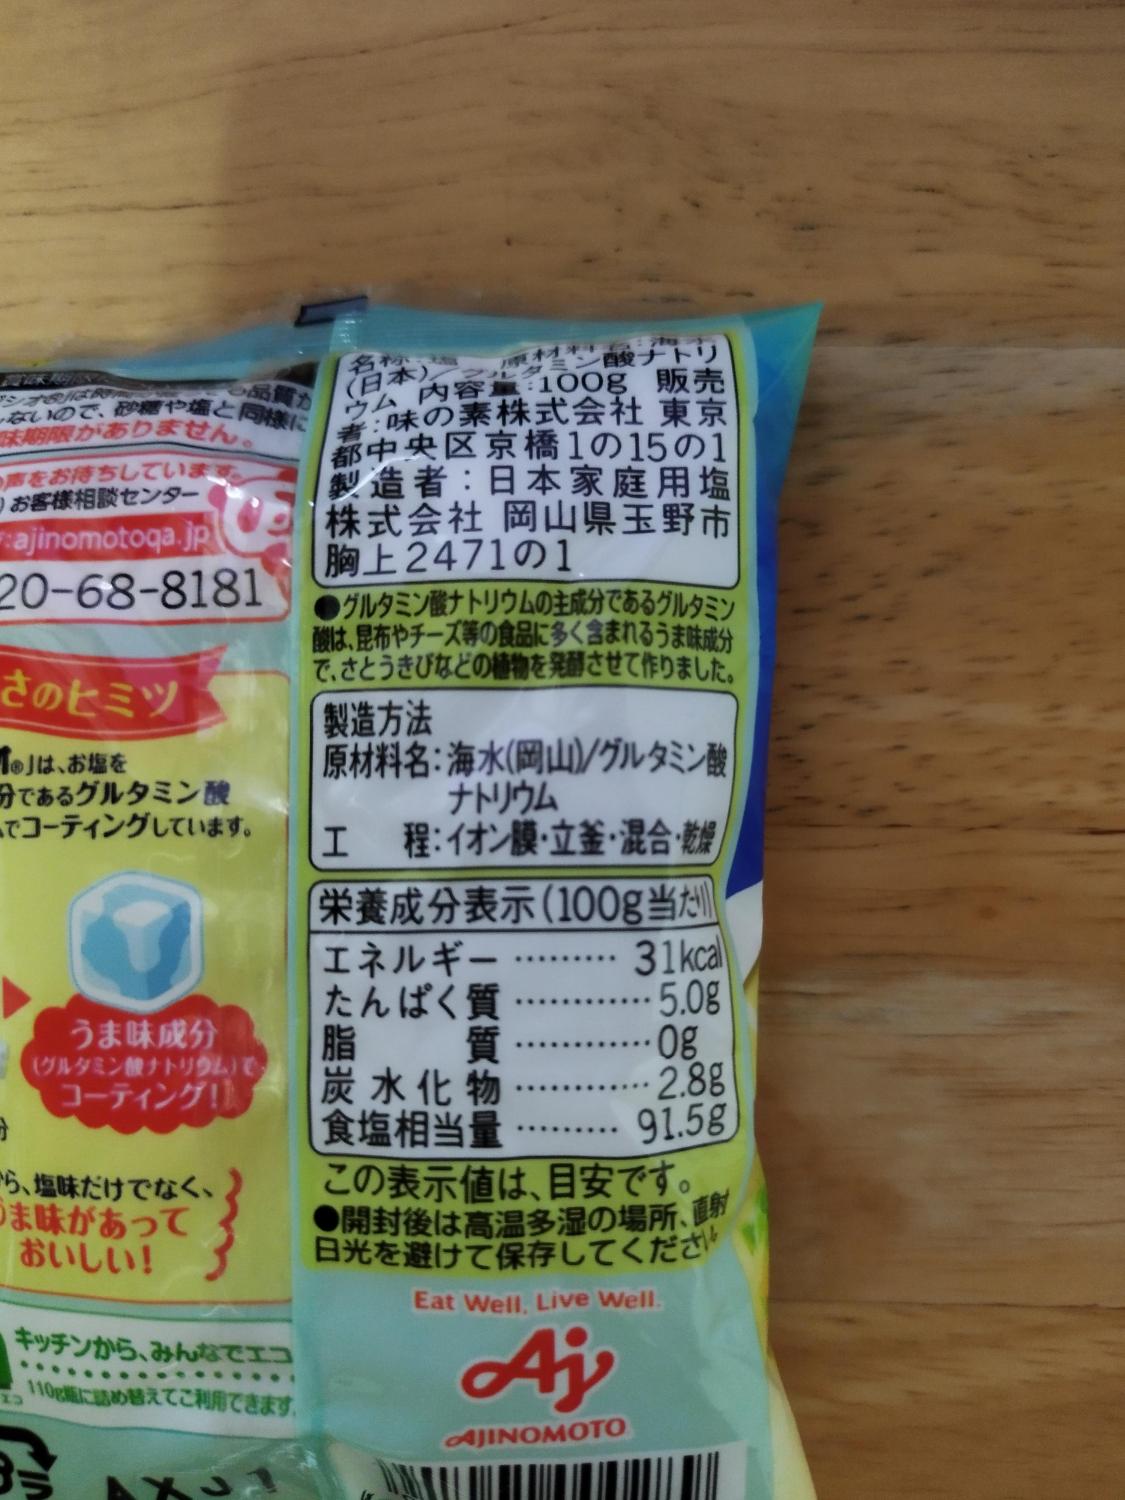 名称:塩 原材料名:海水
(日本)/グルタミン酸ナトリ
ウム 内容量:100g 販売
者:味の素株式会社 東京
都中央区京橋1の15の1
製造者:日本家庭用塩
株式会社 岡山県玉野市
胸上2471の1
●グルタミン酸ナトリウムの主成分であるグルタミン
酸は、昆布やチーズ等の食品に多く含まれるうま味成分
で、さとうきびなどの植物を発酵させて作りました。
製造方法
原材料名:海水(岡山)/グルタミン酸
ナトリウム
工 程:イオン膜・立釜・混合・乾燥
栄養成分表示(100g当たり)
エネルギー ……… 31kcal
たんぱく質 ………… 5.0g
脂 質 ………… 0g
炭水化物 ………… 2.8g
食塩相当量 ……… 91.5g
この表示値は、目安です。
●開封後は高温多湿の場所、直射
日光を避けて保存してください
Eat Well, Live Well.
Aj
AJINOMOTO
も品質が
ないので、砂糖や塩と同様に
味期限がありません。
声をお待ちしています。
お客様相談センター
ajinomotoqa.jp
20-68-8181
さのヒミツ
®」は、お塩を
分であるグルタミン酸
でコーティングしています。
うま味成分
(グルタミン酸ナトリウム)で
コーティング!
から、塩味だけでなく、
うま味があって
おいしい!
キッチンから、みんなでエコ
エコ
110g瓶に詰め替えてご利用できます。